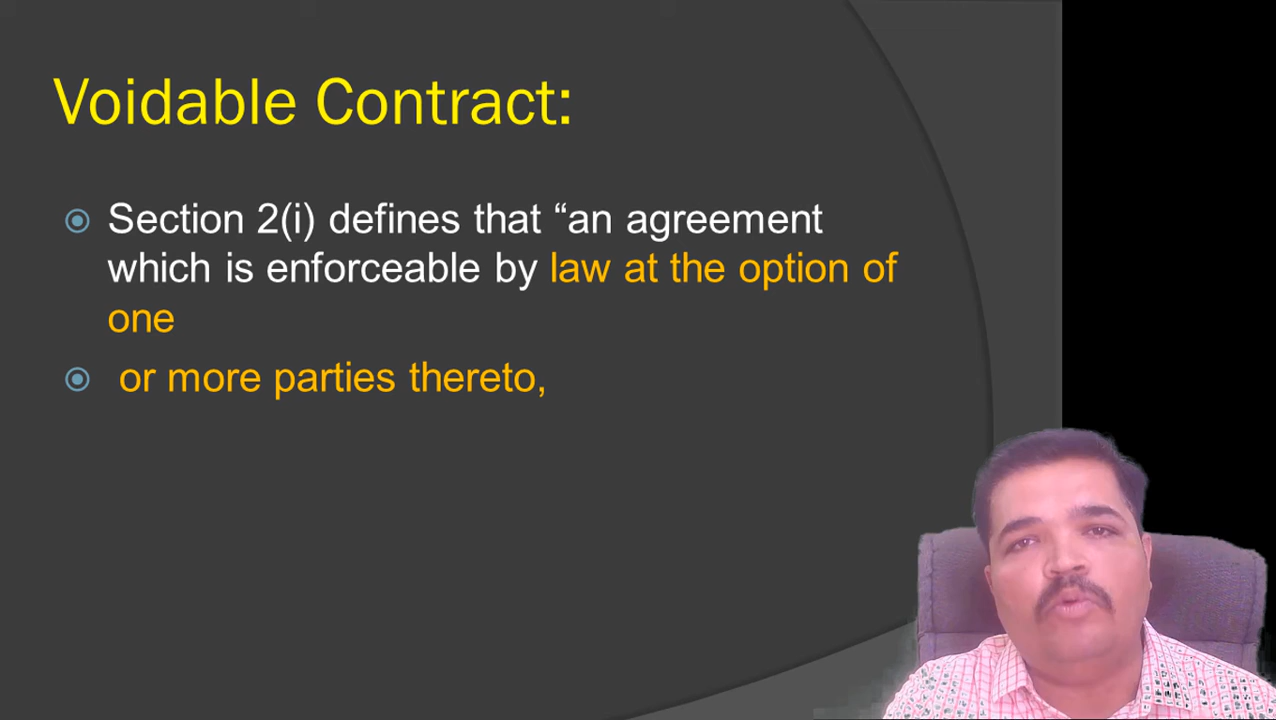 Voidable Contract:
Section 2(i) defines that “an agreement
which is enforceable by law at the option of
one
or more parties thereto,